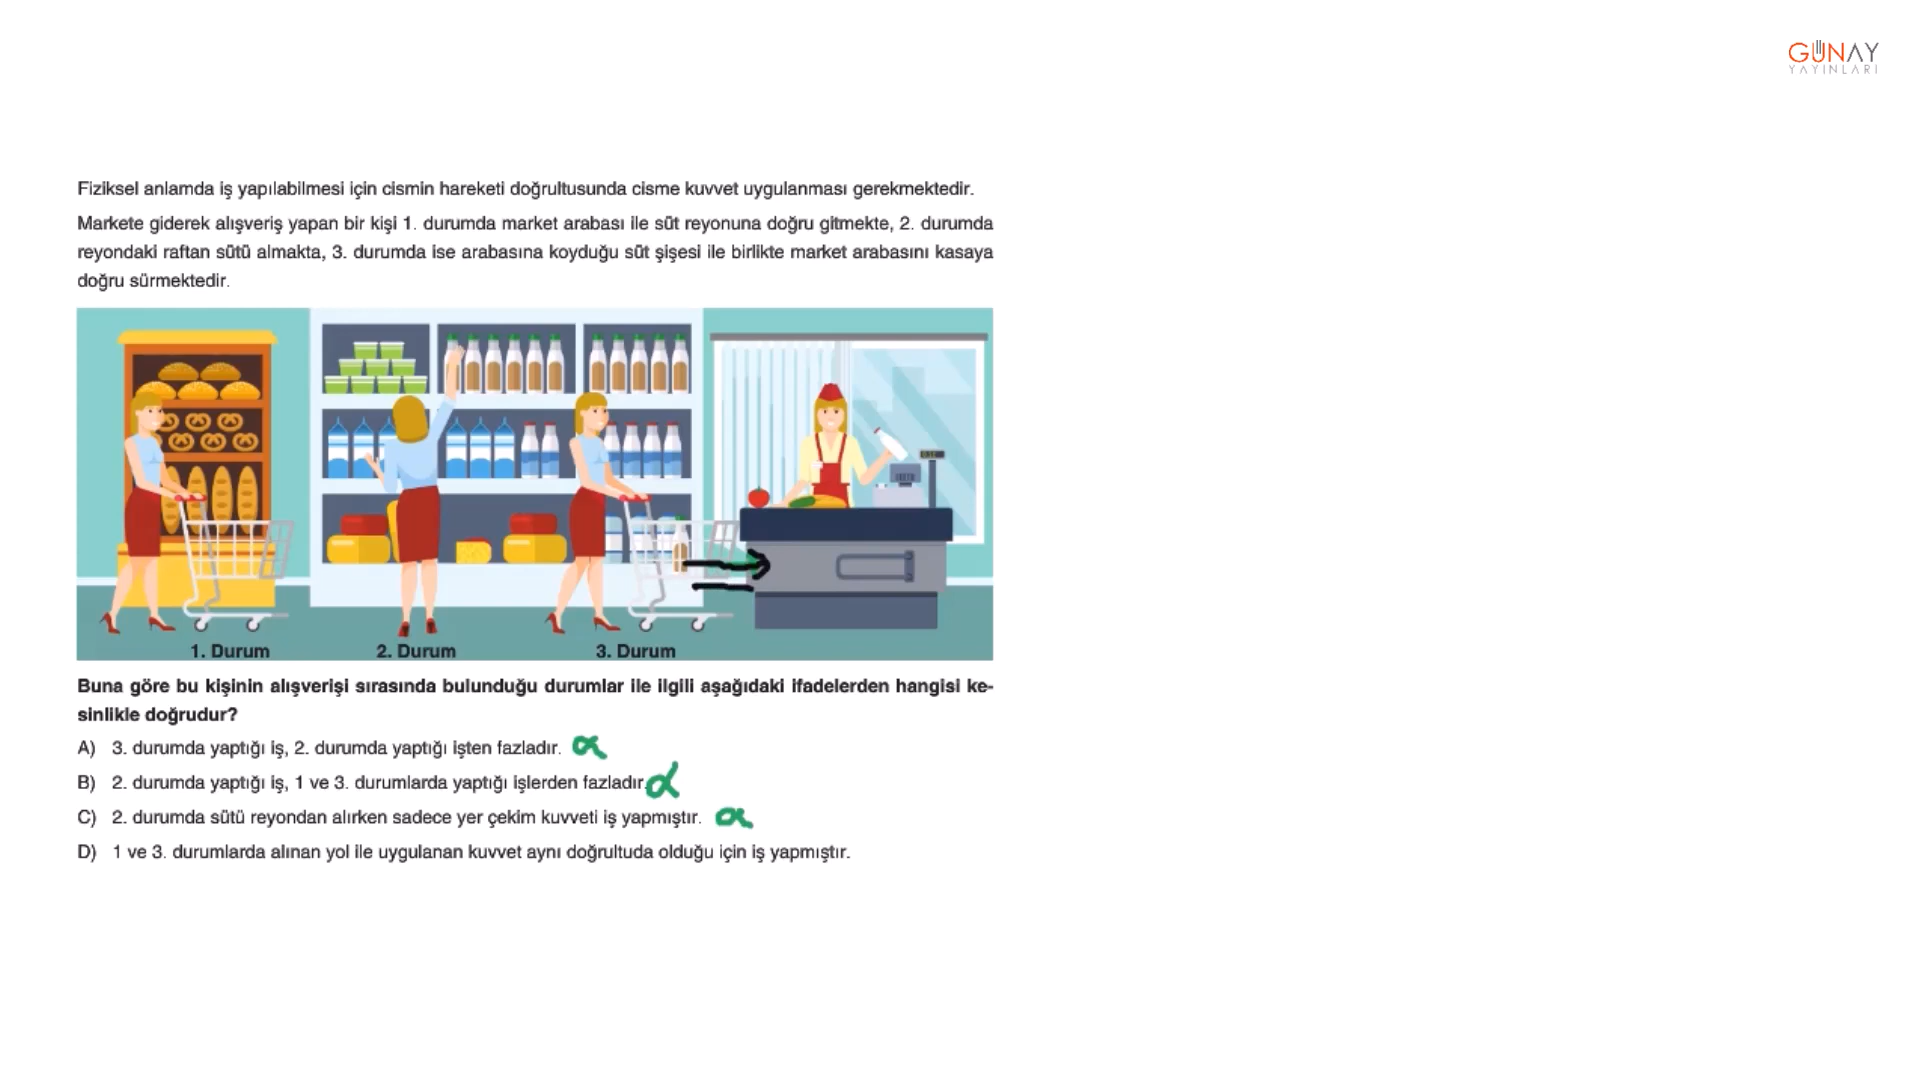 GÜNAY
YAYINLARI
Fiziksel anlamda iş yapılabilmesi için cismin hareketi doğrultusunda cisme kuvvet uygulanması gerekmektedir.
Markete giderek alışveriş yapan bir kişi 1. durumda market arabası ile süt reyonuna doğru gitmekte, 2. durumda
reyondaki raftan sütü almakta, 3. durumda ise arabasına koyduğu süt şişesi ile birlikte market arabasını kasaya
doğru sürmektedir.
1. Durum 2. Durum 3. Durum
Buna göre bu kişinin alışverişi sırasında bulunduğu durumlar ile ilgili aşağıdaki ifadelerden hangisi ke-
sinlikle doğrudur?
A) 3. durumda yaptığı iş, 2. durumda yaptığı işten fazladır.
B) 2. durumda yaptığı iş, 1 ve 3. durumlarda yaptığı işlerden fazladır.
C) 2. durumda sütü reyondan alırken sadece yer çekim kuvveti iş yapmıştır.
D) 1 ve 3. durumlarda alınan yol ile uygulanan kuvvet aynı doğrultuda olduğu için iş yapmıştır.